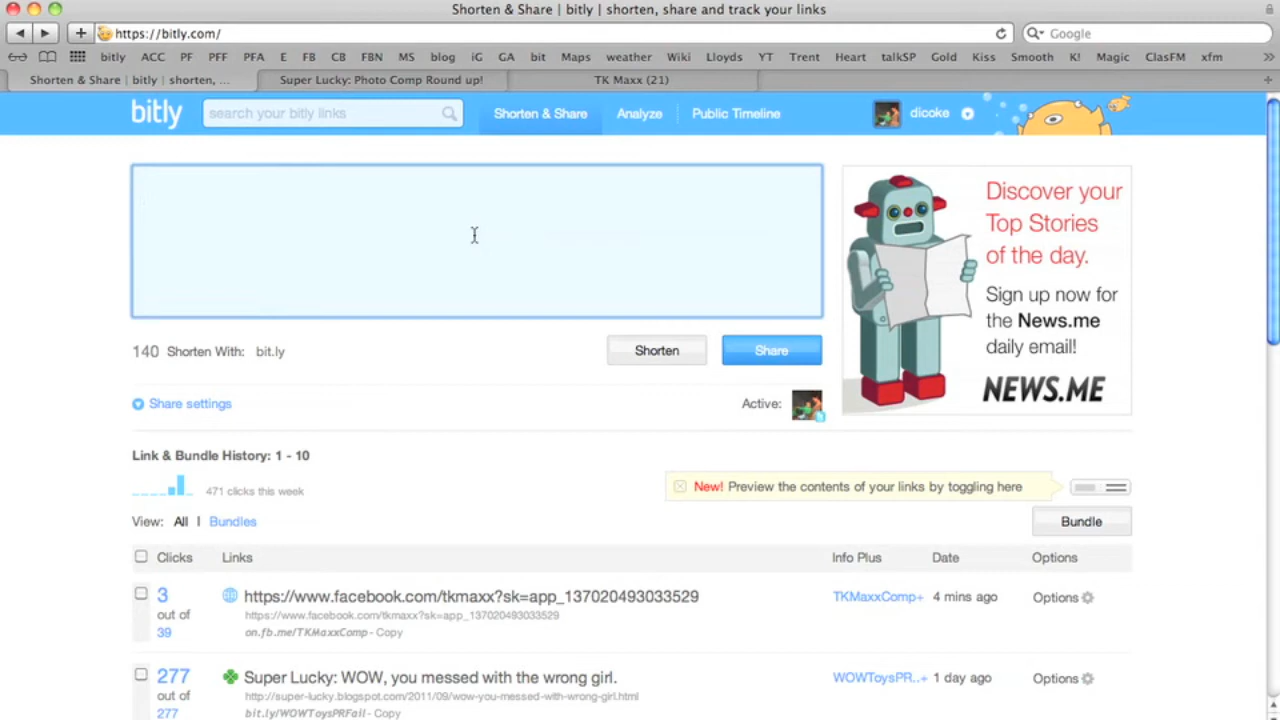 Shorten & Share | bitly | shorten, share and track your links
https://bitly.com/
Google
bitly ACC PF PFF PFA E FB CB FBN MS blog iG GA bit Maps weather Wiki Lloyds YT Trent Heart talkSP Gold Kiss Smooth K! Magic ClasFM xfm
Shorten & Share | bitly | shorten, ...
Super Lucky: Photo Comp Round up!
TK Maxx (21)
bitly
search your bitly links
Shorten & Share
Analyze
Public Timeline
dicoke
Discover your
Top Stories
of the day.
Sign up now for
the News.me
daily email!
NEWS.ME
140 Shorten With: bit.ly
Shorten
Share
Share settings
Active:
Link & Bundle History: 1 - 10
471 clicks this week
New! Preview the contents of your links by toggling here
View: All | Bundles
Bundle
Clicks Links Info Plus Date Options
3
out of
39
https://www.facebook.com/tkmaxx?sk=app_137020493033529
https://www.facebook.com/tkmaxx?sk=app_137020493033529
on.fb.me/TKMaxxComp - Copy
TKMaxxComp+ 4 mins ago Options
277
out of
277
Super Lucky: WOW, you messed with the wrong girl.
http://super-lucky.blogspot.com/2011/09/wow-you-messed-with-wrong-girl.html
bit.ly/WOWToysPRFail - Copy
WOWToysPR..+ 1 day ago Options